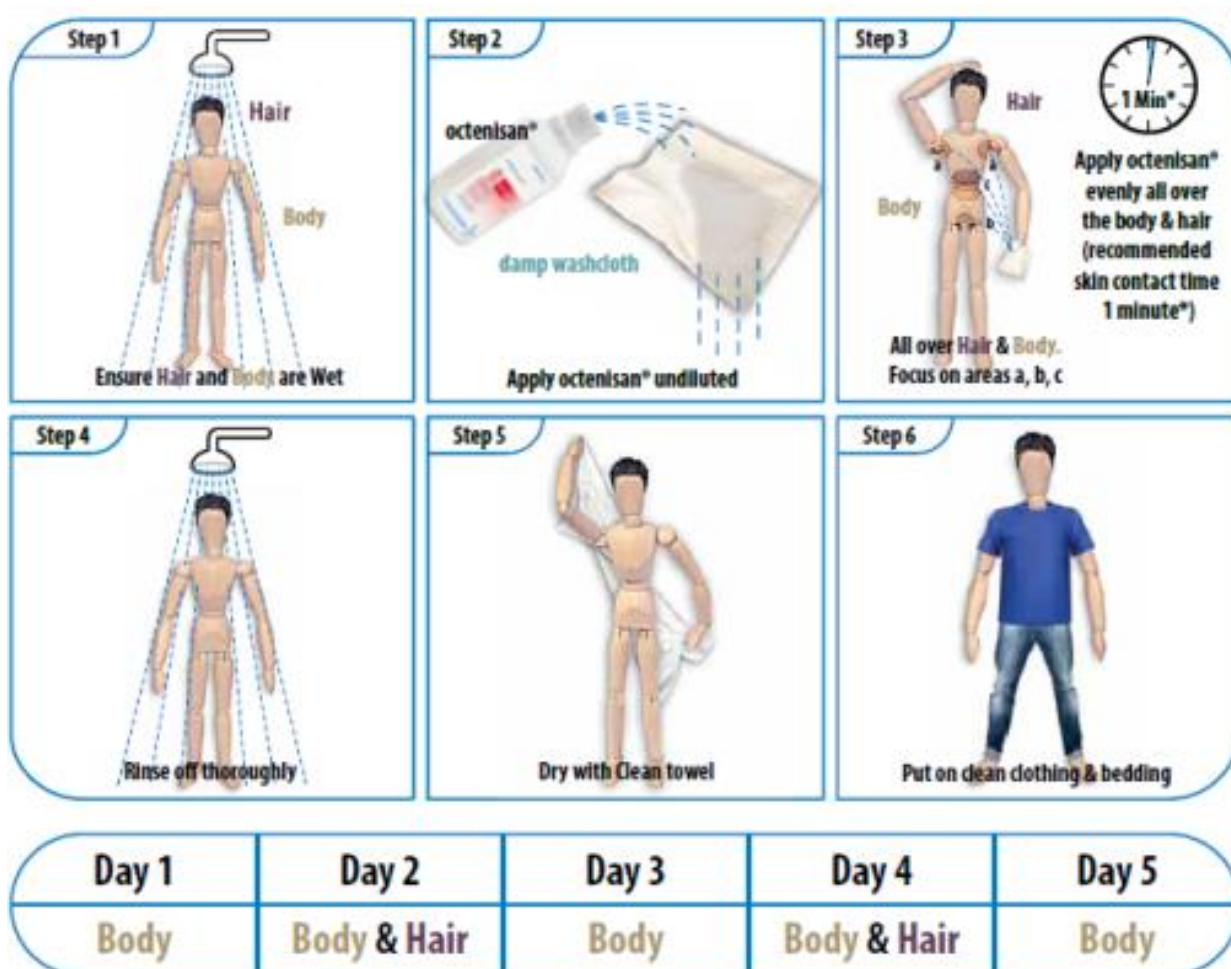 Step 1
Hair
Body
Ensure Hair and Body are Wet
Step 2
octenisan*
damp washcloth
Apply octenisan* undiluted
Step 3
Hair
1 Min*
Body
a
a
c
b
Apply octenisan*
evenly all over
the body & hair
(recommended
skin contact time
1 minute*)
All over Hair & Body.
Focus on areas a, b, c
Step 4
Rinse off thoroughly
Step 5
Dry with Clean towel
Step 6
Put on clean clothing & bedding
Day 1 Day 2 Day 3 Day 4 Day 5
Body Body & Hair Body Body & Hair Body